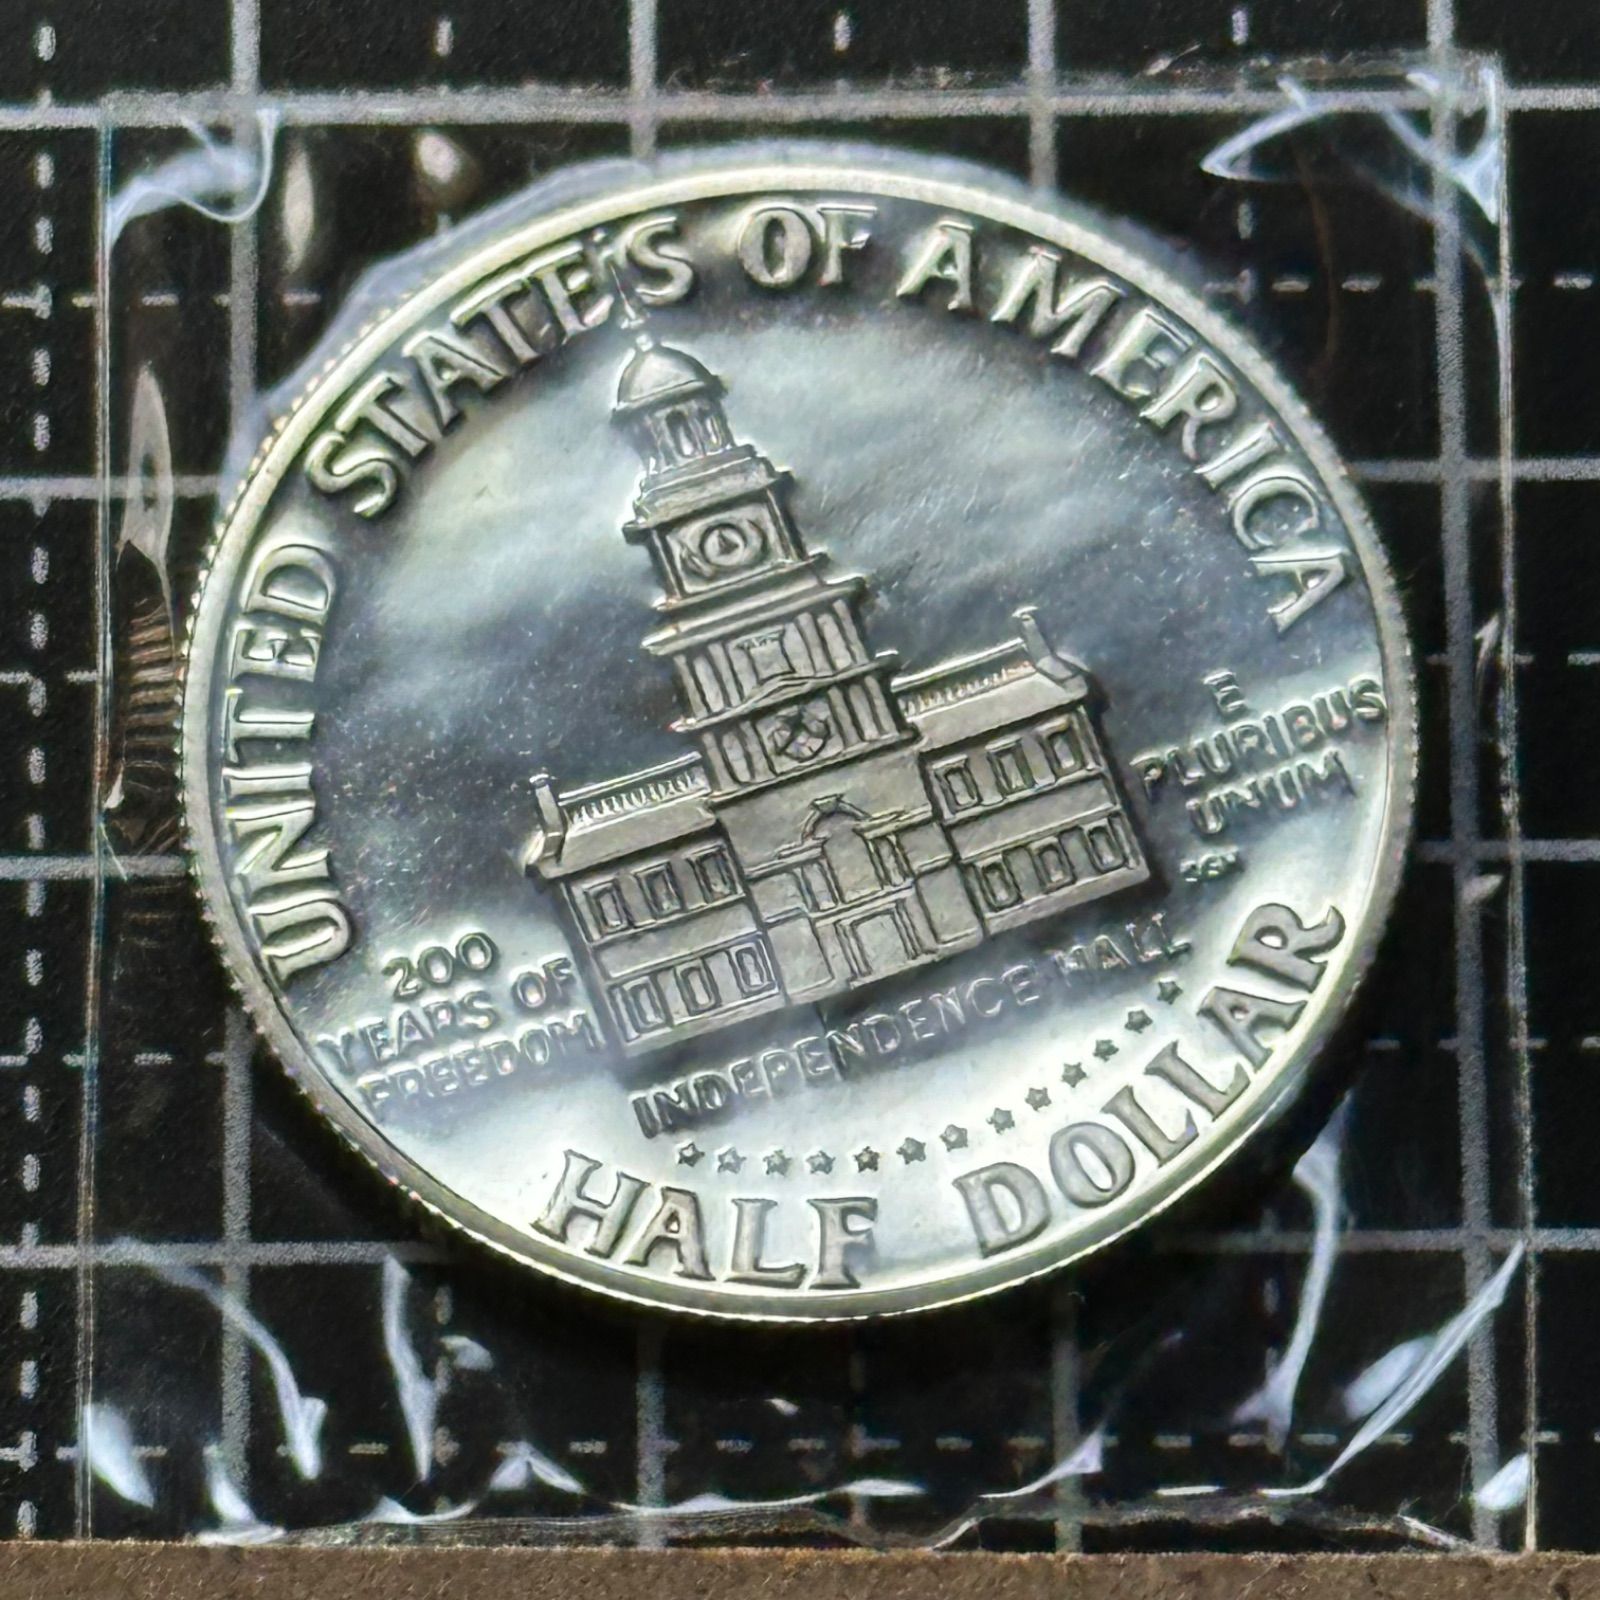 UNITED STATES OF AMERICA
200
YEARS OF
FREEDOM
E
PLURIBUS
UNUM
INDEPENDENCE HALL
HALF DOLLAR